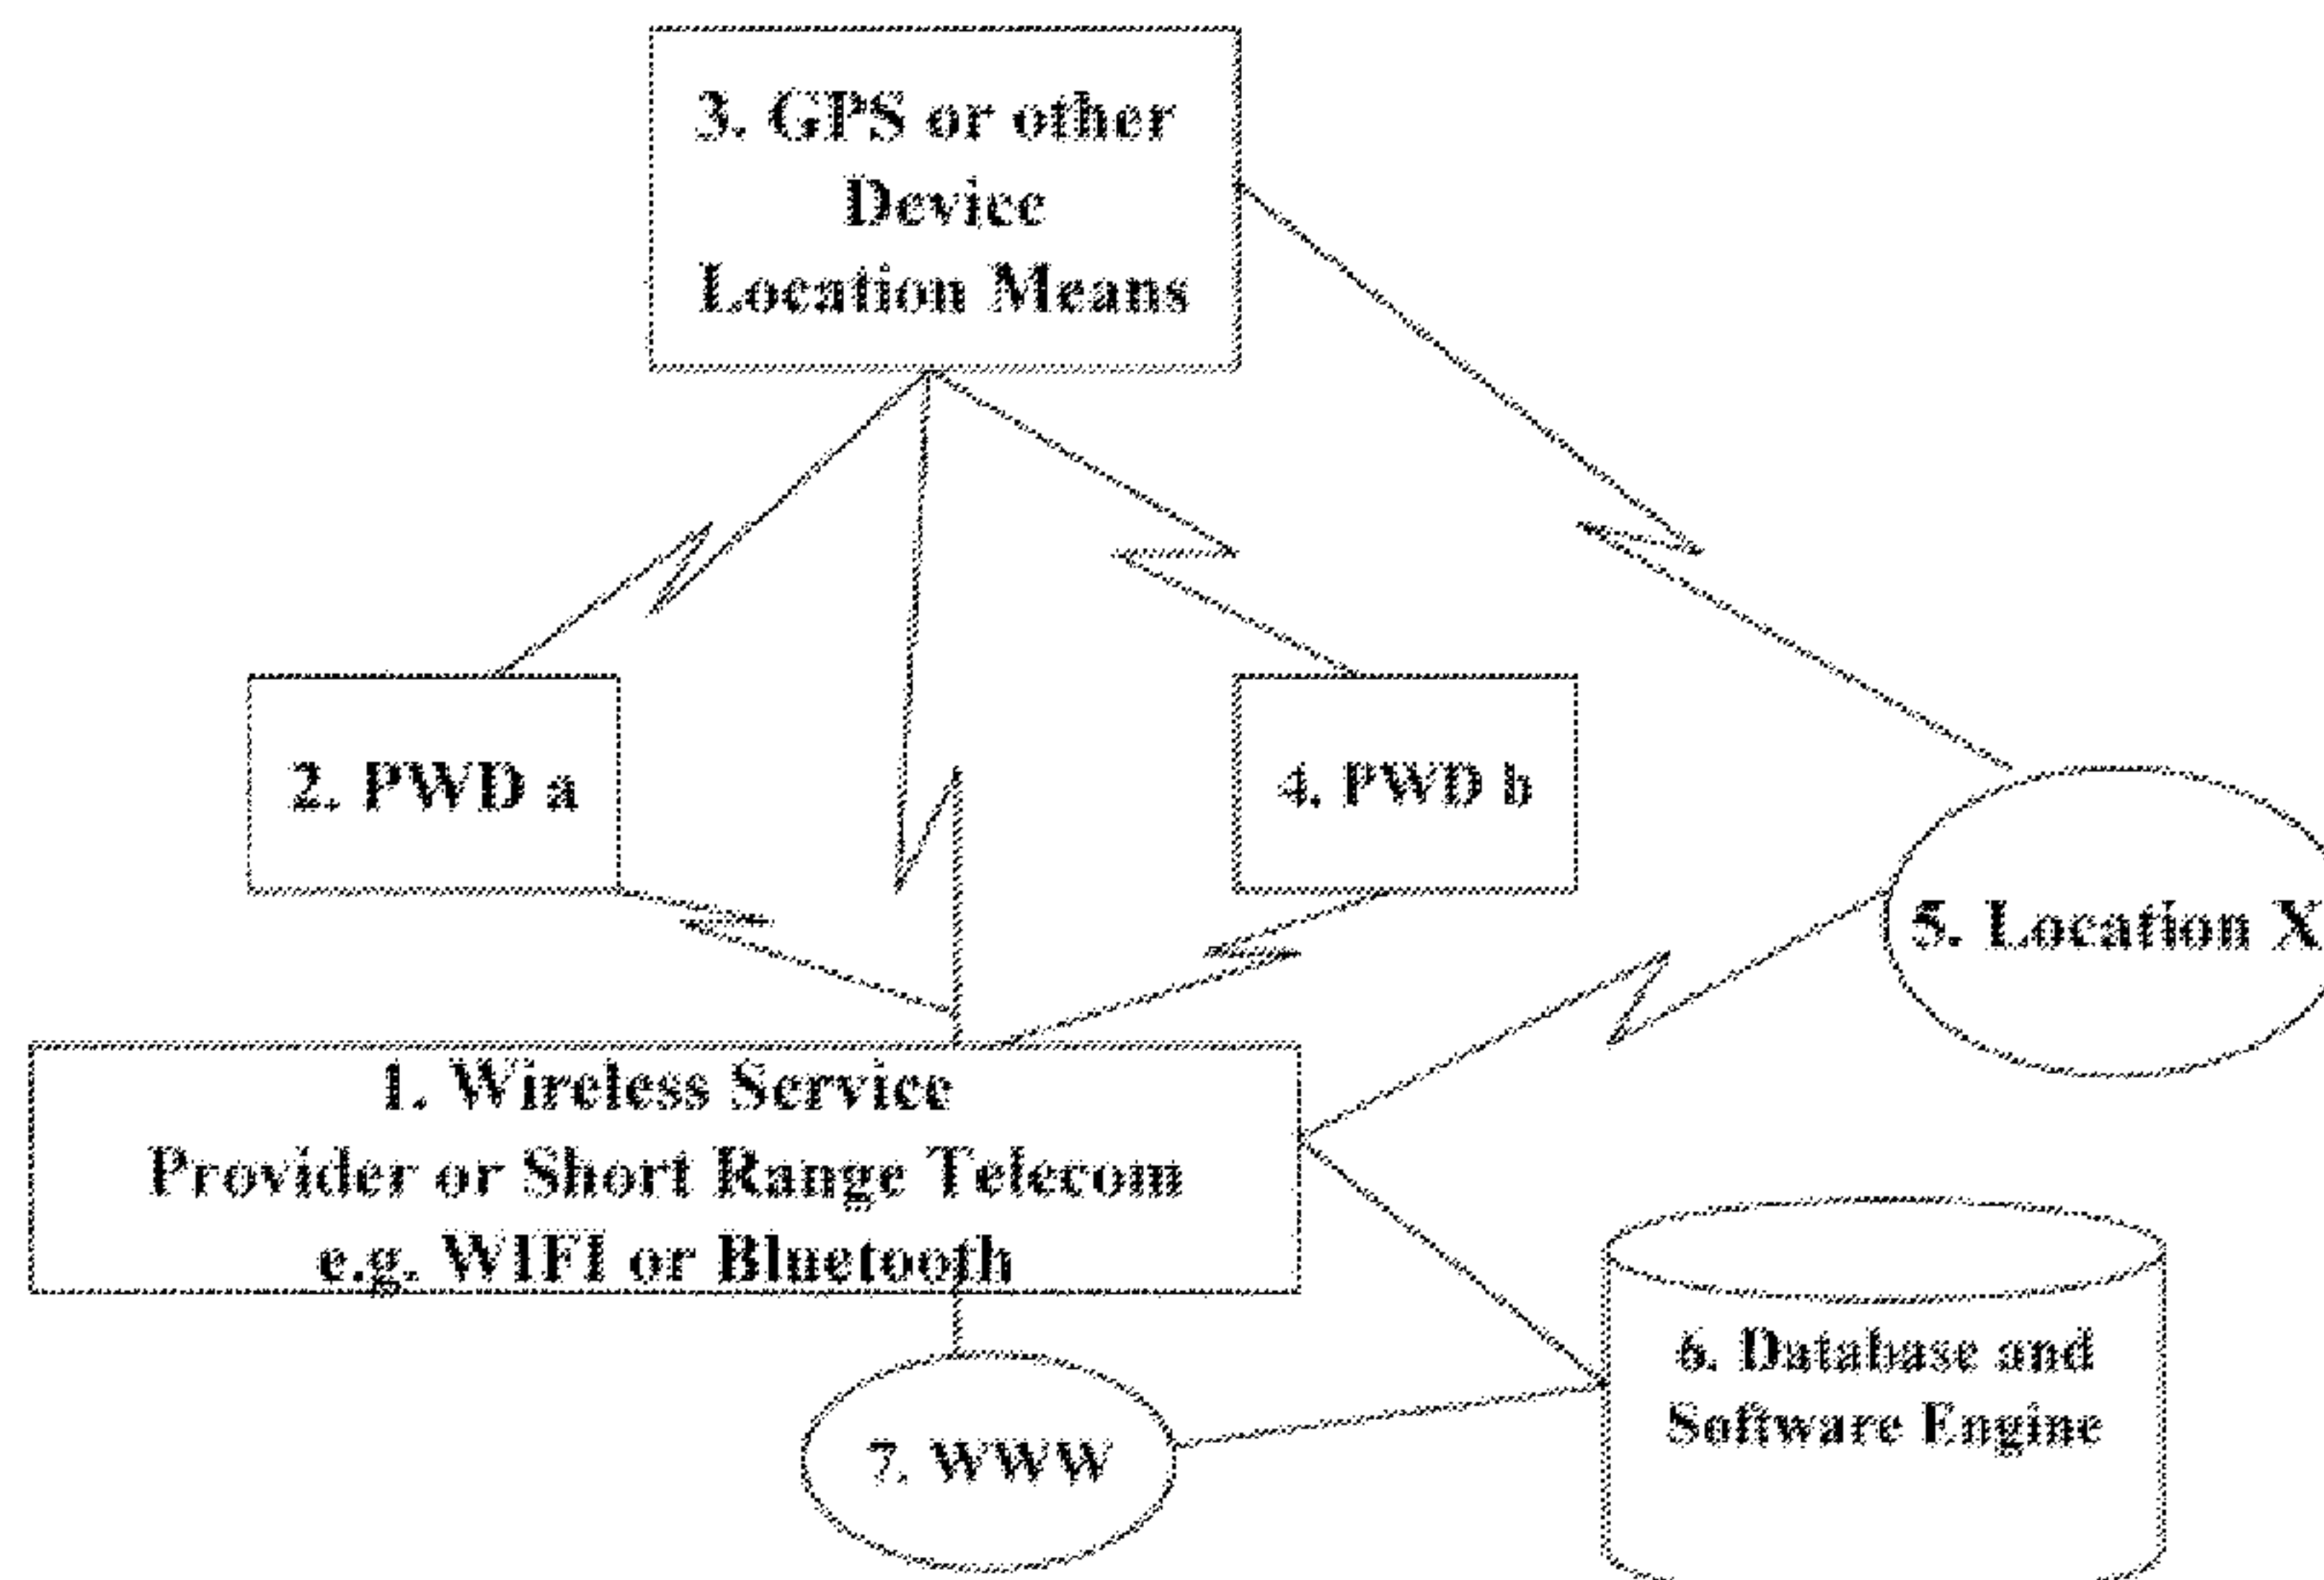 3. GPS or other
Device
Location Means
2. PWD a
4. PWD b
5. Location X
1. Wireless Service
Provider or Short Range Telecom
e.g. WIFI or Bluetooth
6. Database and
Software Engine
7. WWW